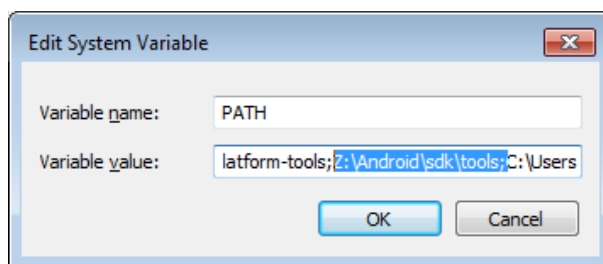 Edit System Variable
Variable name: PATH
Variable value: latform-tools;Z:\Android\sdk\tools;C:\Users
OK Cancel